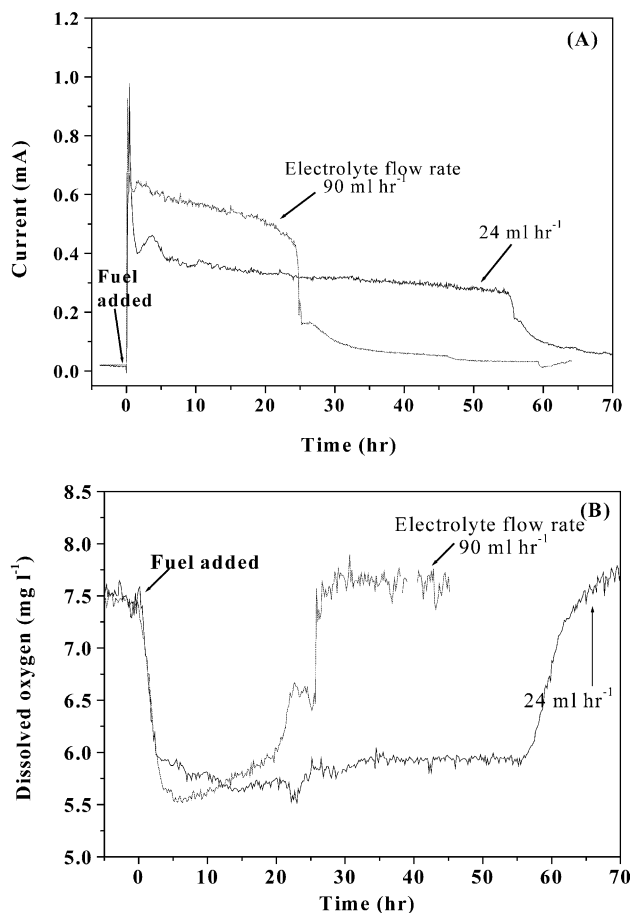 (A)
1.2
1.0
0.8
0.6
0.4
0.2
0.0
Current (mA)
Electrolyte flow rate
90 ml hr⁻¹
24 ml hr⁻¹
Fuel
added
0 10 20 30 40 50 60 70
Time (hr)
(B)
8.5
8.0
7.5
7.0
6.5
6.0
5.5
5.0
Dissolved oxygen (mg l⁻¹)
Electrolyte flow rate
90 ml hr⁻¹
Fuel added
24 ml hr⁻¹
0 10 20 30 40 50 60 70
Time (hr)